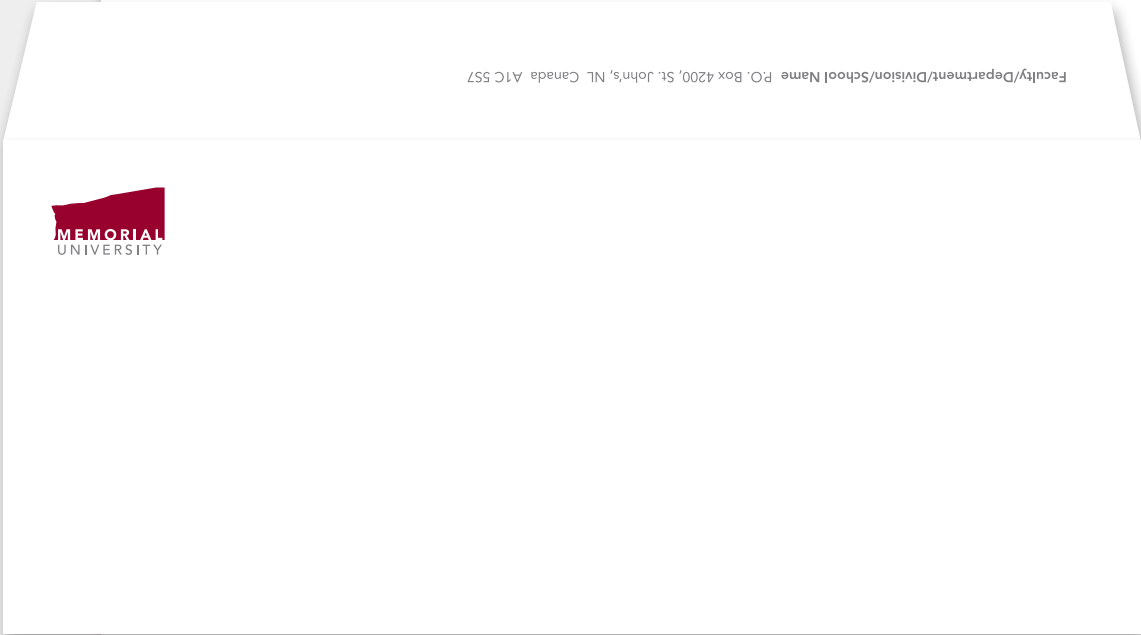 Faculty/Department/Division/School Name P.O. Box 4200, St. John's, NL Canada A1C 5S7
MEMORIAL
UNIVERSITY